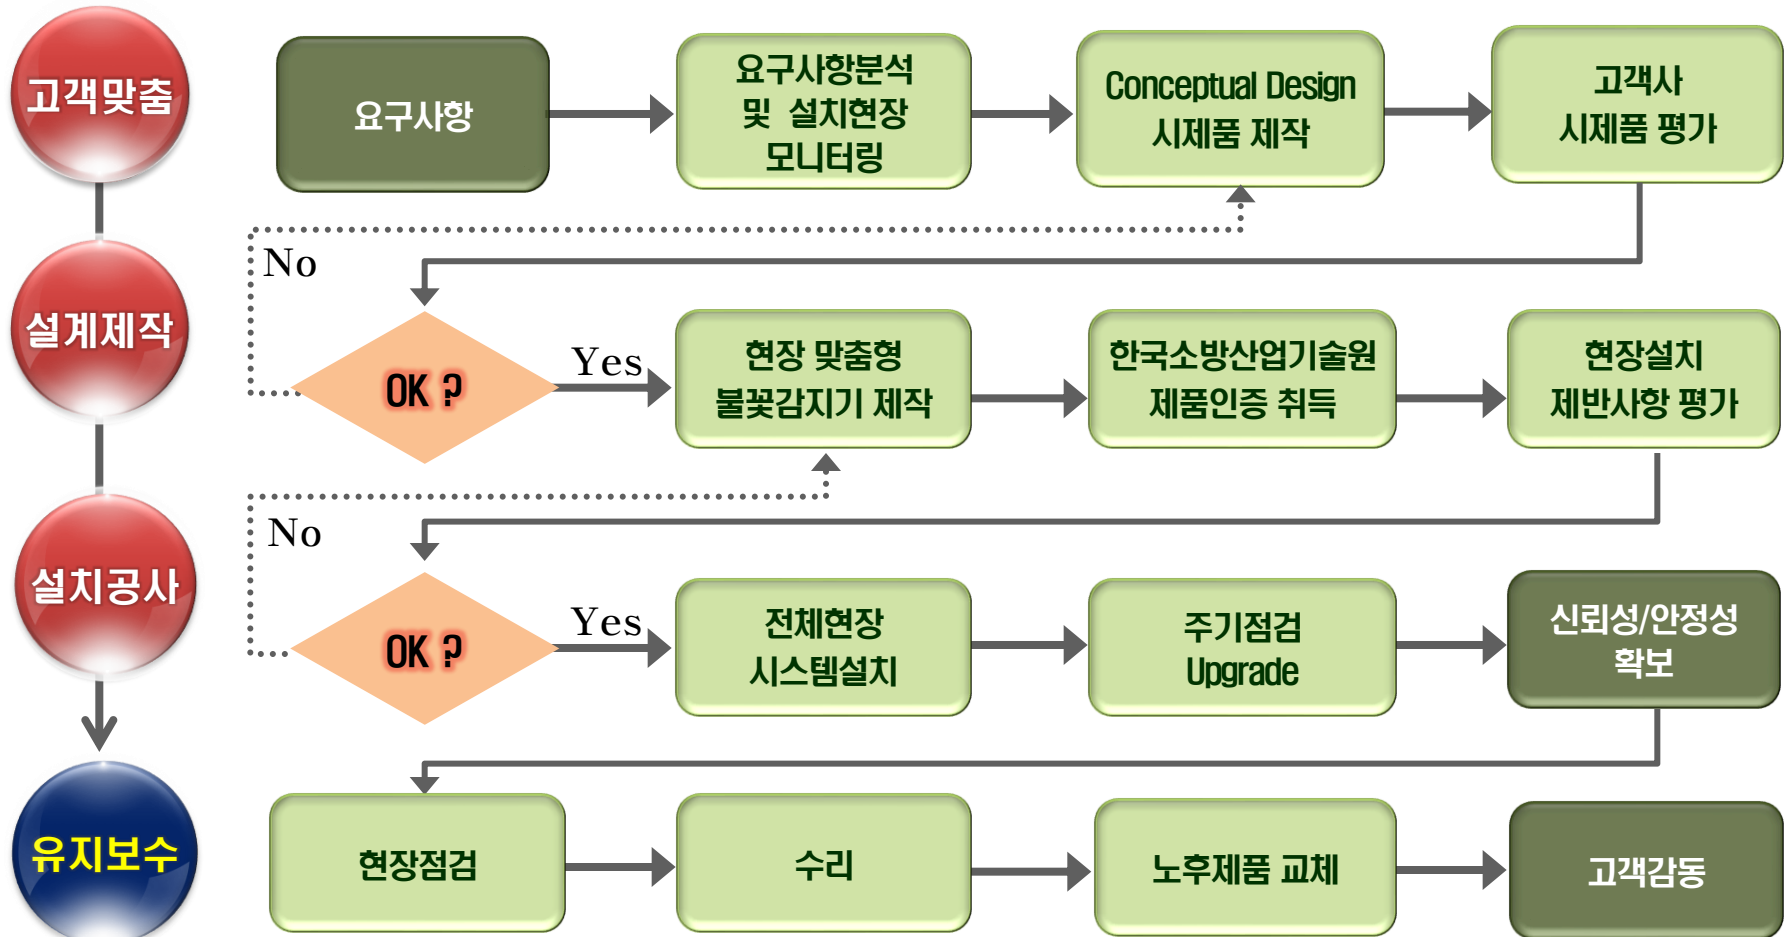 고객맞춤
요구사항
요구사항분석
및 설치현장
모니터링
Conceptual Design
시제품 제작
고객사
시제품 평가
No
설계제작
OK ?
Yes
현장 맞춤형
불꽃감지기 제작
한국소방산업기술원
제품인증 취득
현장설치
제반사항 평가
No
설치공사
OK ?
Yes
전체현장
시스템설치
주기점검
Upgrade
신뢰성/안정성
확보
유지보수
현장점검
수리
노후제품 교체
고객감동